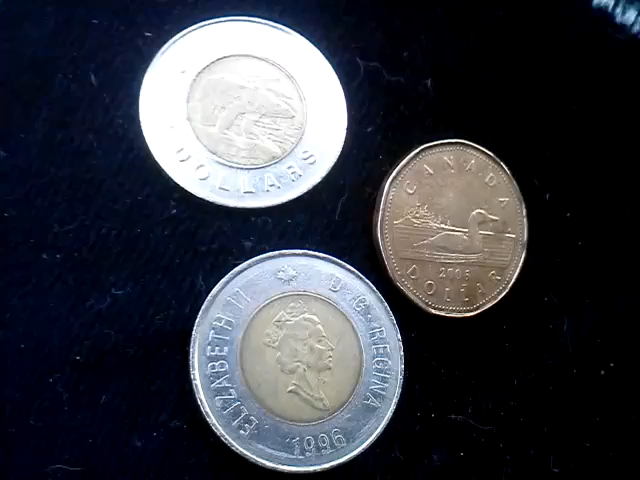 DOLLARS
CANADA
2006
DOLLAR
ELIZABETH II D·G·REGINA
1996